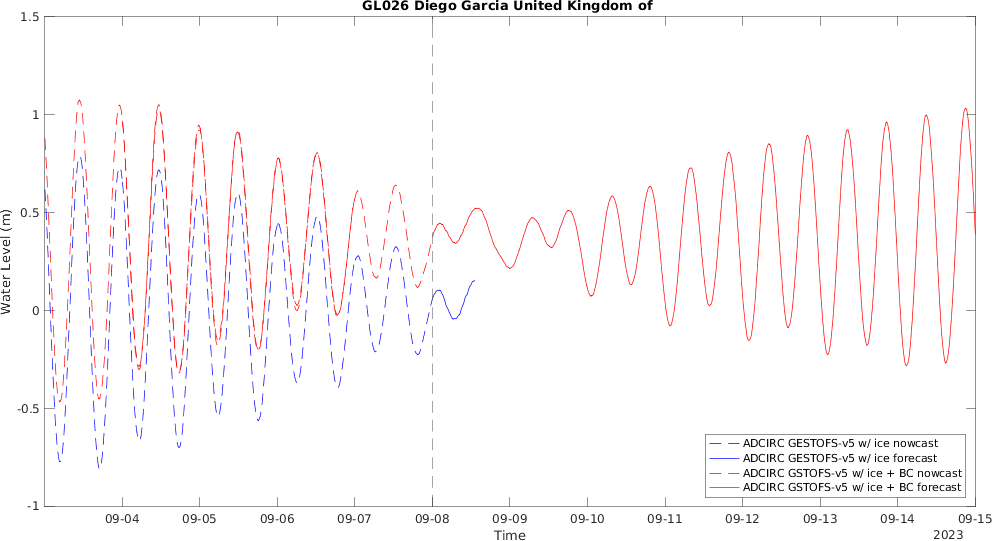 GL026 Diego Garcia United Kingdom of
1.5
1
0.5
0
-0.5
-1
Water Level (m)
09-04 09-05 09-06 09-07 09-08 09-09 09-10 09-11 09-12 09-13 09-14 09-15
Time
2023
ADCIRC GESTOFS-v5 w/ ice nowcast
ADCIRC GESTOFS-v5 w/ ice forecast
ADCIRC GSTOFS-v5 w/ ice + BC nowcast
ADCIRC GSTOFS-v5 w/ ice + BC forecast